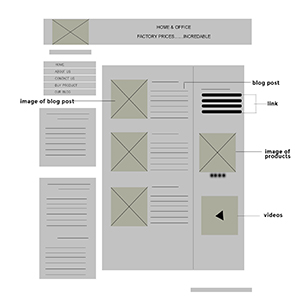 HOME & OFFICE
FACTORY PRICES......INCREDABLE
HOME
ABOUT US
CONTACT US
BUY PRODUCT
OUR BLOG
blog post
image of blog post
link
image of
products
videos